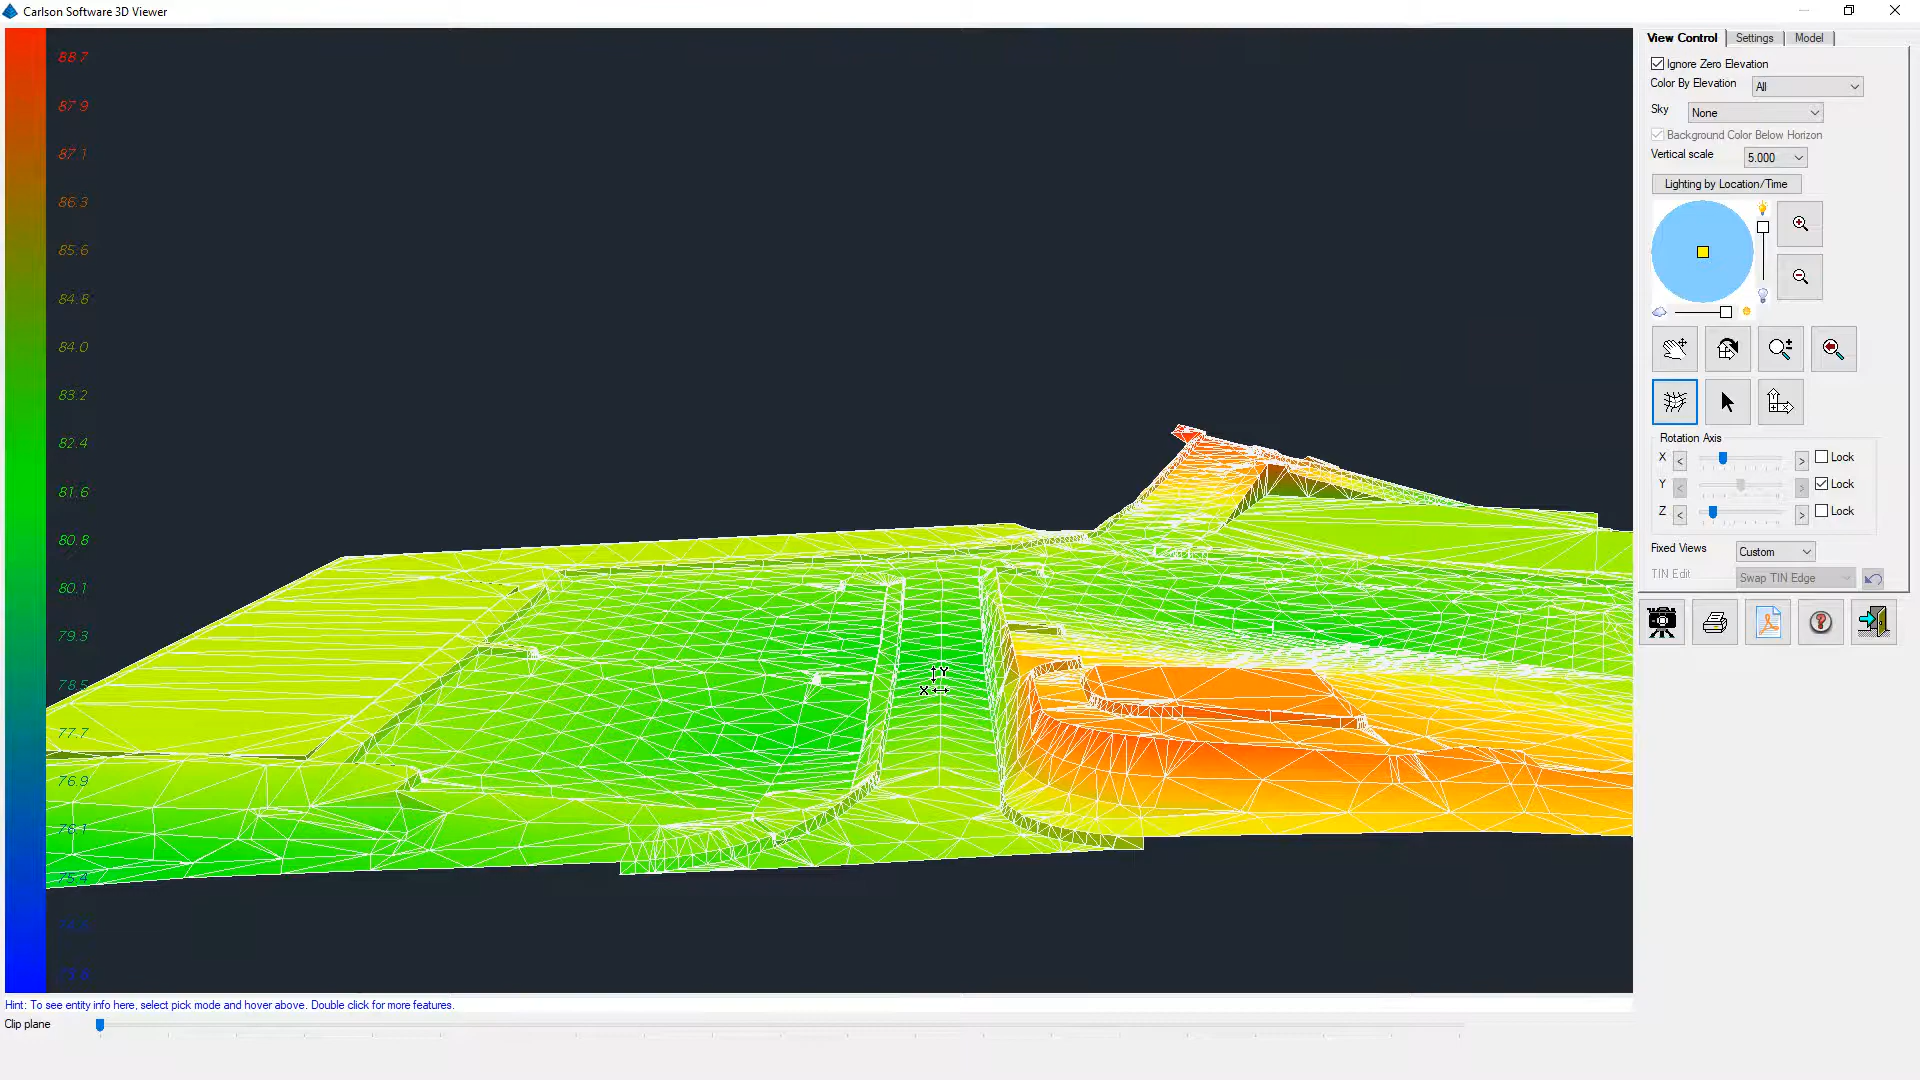 Carlson Software 3D Viewer
88.7
87.9
87.1
86.3
85.6
84.8
84.0
83.2
82.4
81.6
80.8
80.1
79.3
78.5
77.7
76.9
76.1
75.4
74.6
73.8
Y
X
View Control
Settings
Model
Ignore Zero Elevation
Color By Elevation
All
Sky
None
Background Color Below Horizon
Vertical scale
5.000
Lighting by Location/Time
Rotation Axis
X < > Lock
Y < > Lock
Z < > Lock
Fixed Views
Custom
TIN Edit
Swap TIN Edge
Hint: To see entity info here, select pick mode and hover above. Double click for more features.
Clip plane